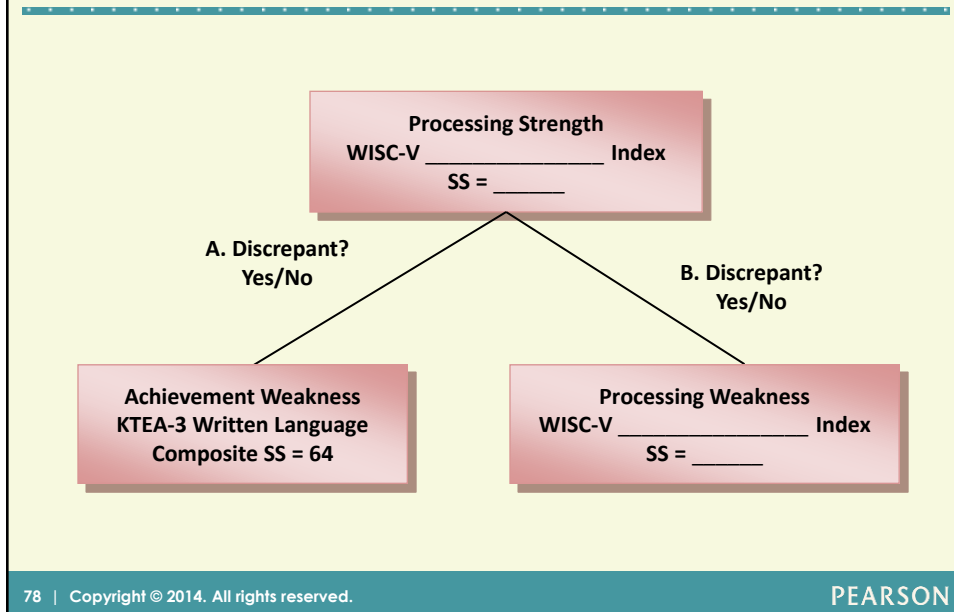 Processing Strength
WISC-V _______________ Index
SS = ______
A. Discrepant?
Yes/No
B. Discrepant?
Yes/No
Achievement Weakness
KTEA-3 Written Language
Composite SS = 64
Processing Weakness
WISC-V ________________ Index
SS = ______
78 | Copyright © 2014. All rights reserved.
PEARSON